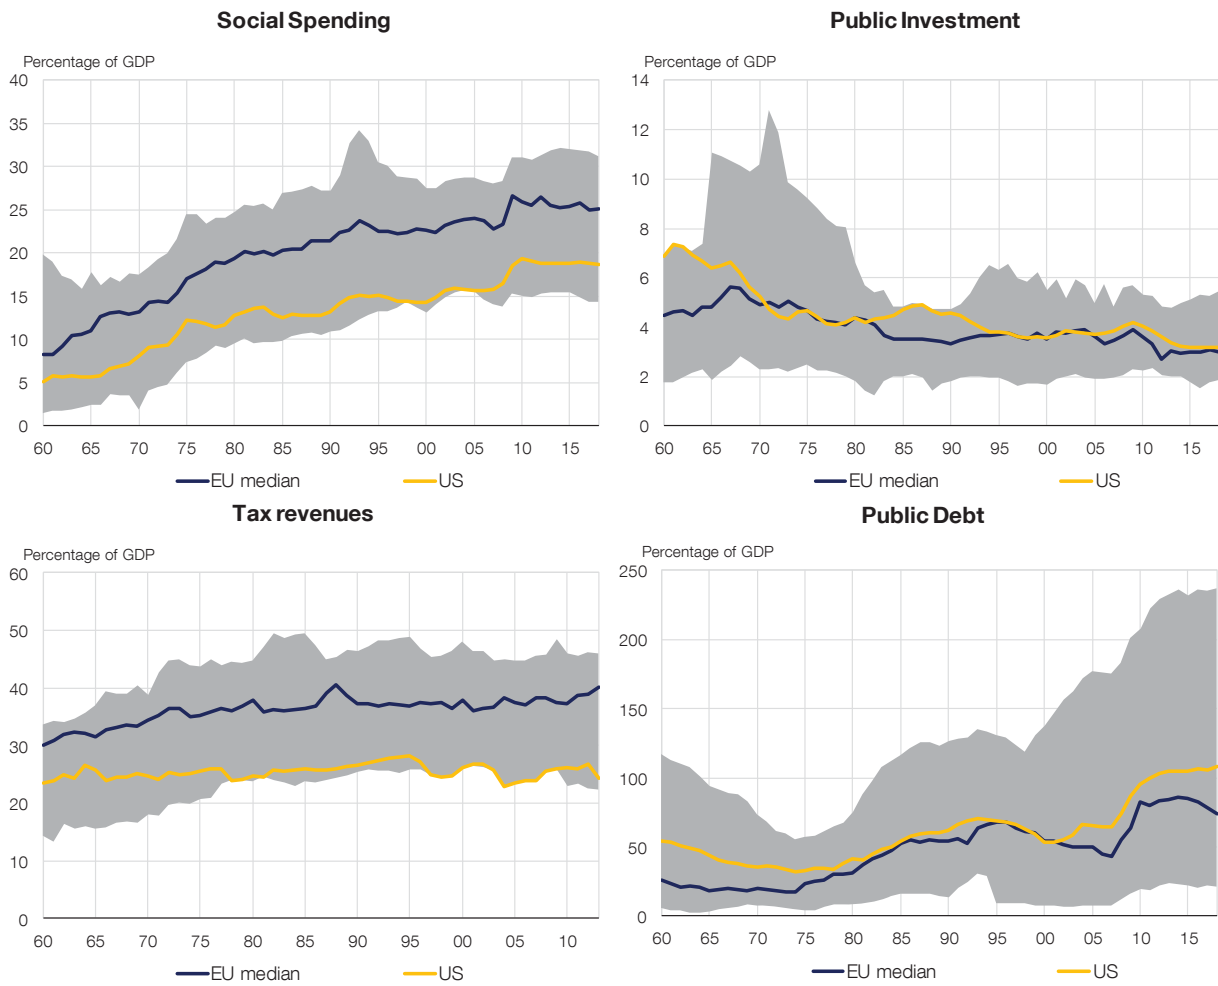 Social Spending
Percentage of GDP
40
35
30
25
20
15
10
5
0
60 65 70 75 80 85 90 95 00 05 10 15
EU median US
Public Investment
Percentage of GDP
14
12
10
8
6
4
2
0
60 65 70 75 80 85 90 95 00 05 10 15
EU median US
Tax revenues
Percentage of GDP
60
50
40
30
20
10
0
60 65 70 75 80 85 90 95 00 05 10
EU median US
Public Debt
Percentage of GDP
250
200
150
100
50
0
60 65 70 75 80 85 90 95 00 05 10 15
EU median US